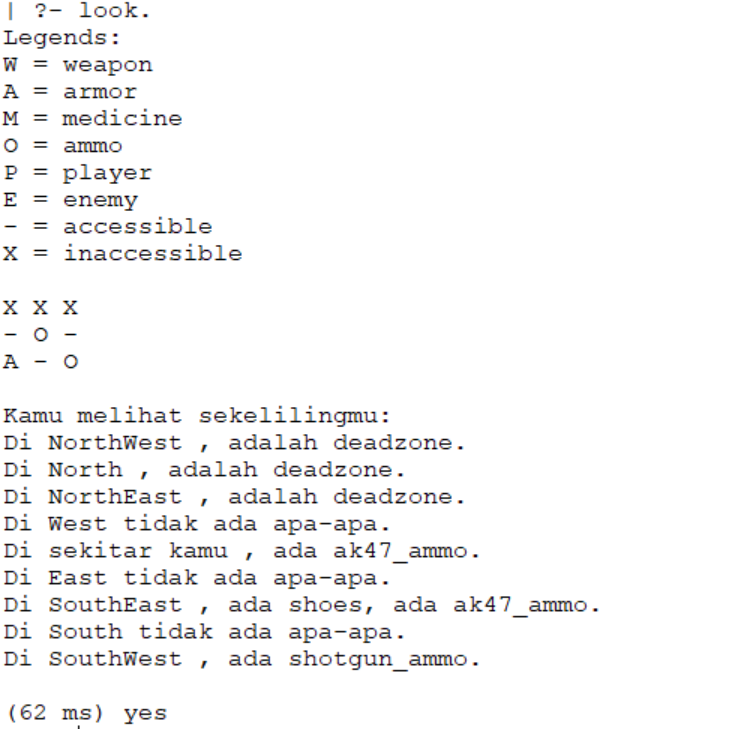 | ?- look.
Legends:
W = weapon
A = armor
M = medicine
O = ammo
P = player
E = enemy
- = accessible
X = inaccessible
X X X
- O -
A - O
Kamu melihat sekelilingmu:
Di NorthWest , adalah deadzone.
Di North , adalah deadzone.
Di NorthEast , adalah deadzone.
Di West tidak ada apa-apa.
Di sekitar kamu , ada ak47_ammo.
Di East tidak ada apa-apa.
Di SouthEast , ada shoes, ada ak47_ammo.
Di South tidak ada apa-apa.
Di SouthWest , ada shotgun_ammo.
(62 ms) yes